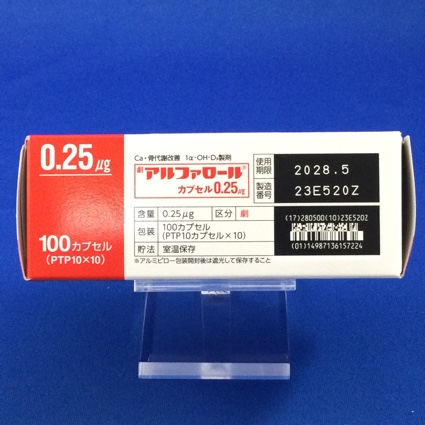 0.25μg
100カプセル
(PTP10×10)
Ca・骨代謝改善 1α-OH-D₃製剤
劇 アルファロール®
カプセル0.25μg
含量 0.25μg 区分 劇
包装 100カプセル
(PTP10カプセル×10)
貯法 室温保存
※アルミピロー包装開封後は遮光して保存すること
使用期限 2028.5
製造番号 23E520Z
(17)280500(10)23E520Z
(01)14987136157224